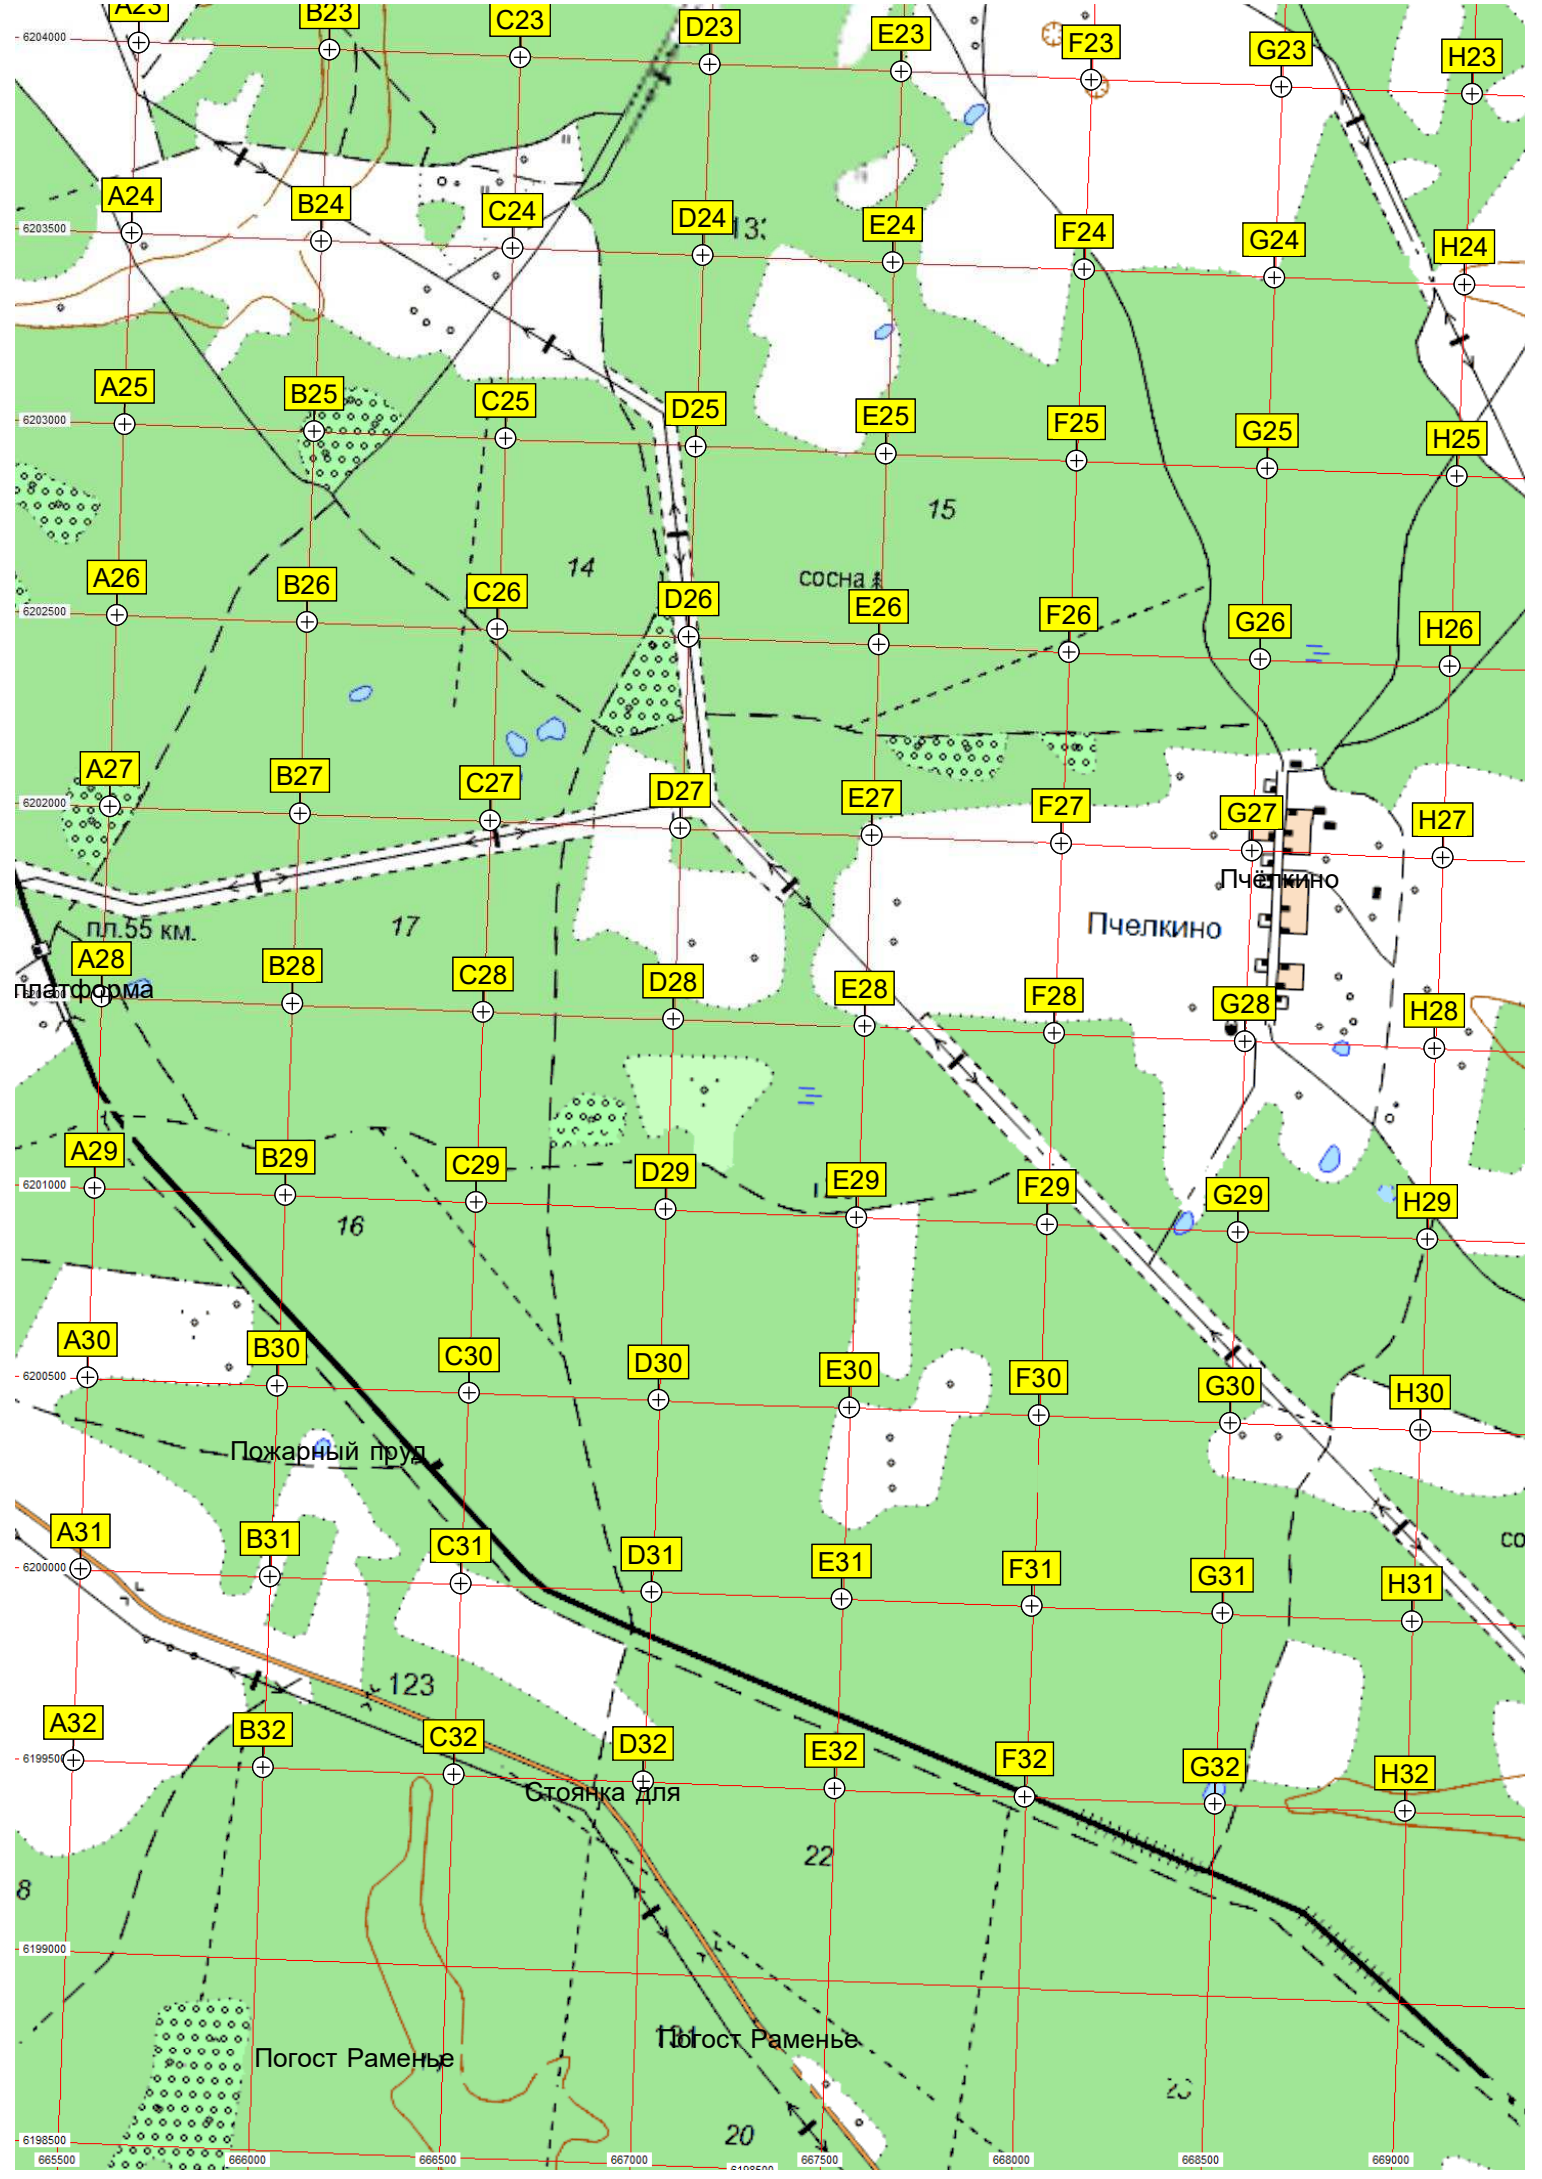 A23 B23 C23 D23 E23 F23 G23 H23
6204000
A24 B24 C24 D24 E24 F24 G24 H24
6203500
A25 B25 C25 D25 E25 F25 G25 H25
6203000
15
14
сосна
A26 B26 C26 D26 E26 F26 G26 H26
6202500
A27 B27 C27 D27 E27 F27 G27 H27
6202000
Пчёлкино
17
пл.55 км.
Пчелкино
A28 B28 C28 D28 E28 F28 G28 H28
платформа
A29 B29 C29 D29 E29 F29 G29 H29
6201000
16
A30 B30 C30 D30 E30 F30 G30 H30
6200500
Пожарный пруд
A31 B31 C31 D31 E31 F31 G31 H31
со
6200000
123
A32 B32 C32 D32 E32 F32 G32 H32
6199500
Стоянка для
22
8
6199000
Погост Раменье
Погост Раменье
20
6198500
665500 666000 666500 667000 667500 668000 668500 669000